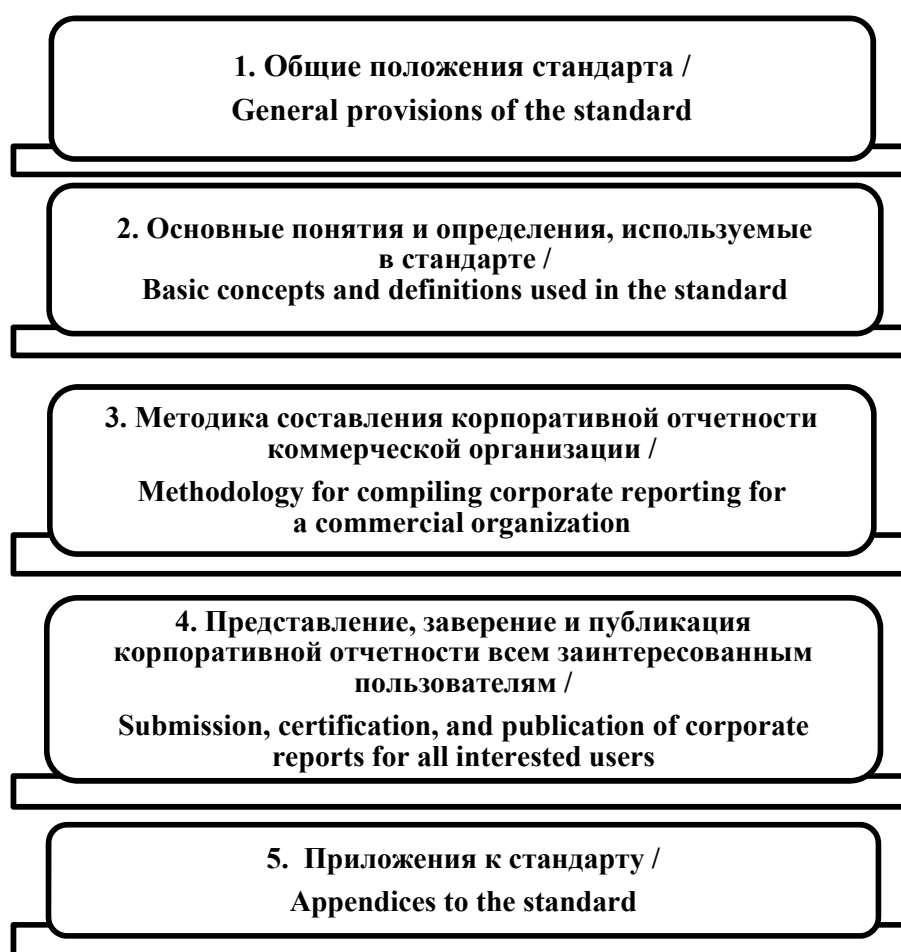 1. Общие положения стандарта /
General provisions of the standard
2. Основные понятия и определения, используемые
в стандарте /
Basic concepts and definitions used in the standard
3. Методика составления корпоративной отчетности
коммерческой организации /
Methodology for compiling corporate reporting for
a commercial organization
4. Представление, заверение и публикация
корпоративной отчетности всем заинтересованным
пользователям /
Submission, certification, and publication of corporate
reports for all interested users
5. Приложения к стандарту /
Appendices to the standard